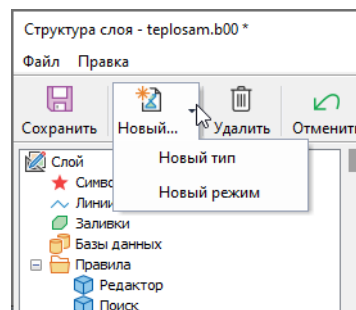 Структура слоя - teplosam.b00 *
Файл Правка
Сохранить Новый... Удалить Отменить
Новый тип
Новый режим
Слой
Заливки
Базы данных
Правила
Редактор
Поиск